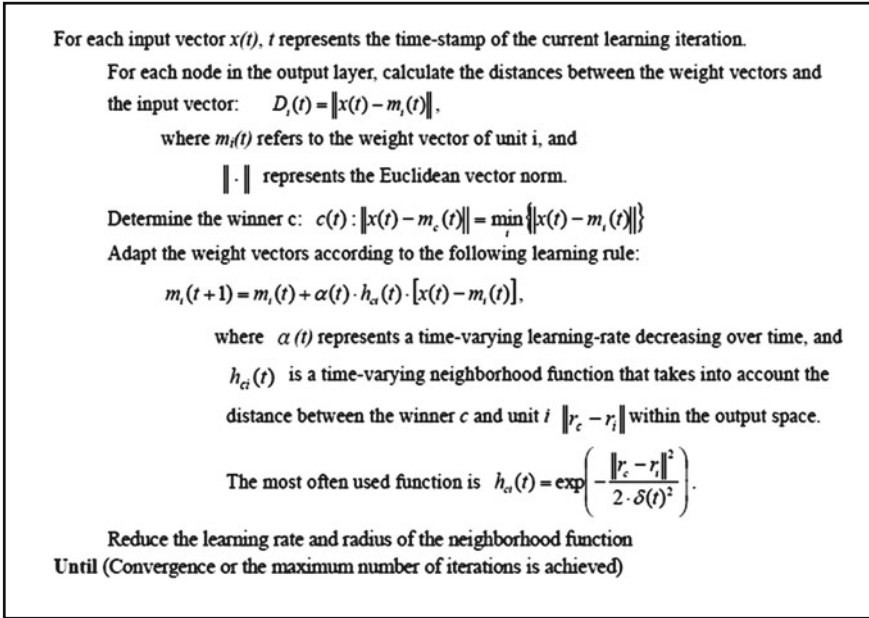 For each input vector x(t), t represents the time-stamp of the current learning iteration.
For each node in the output layer, calculate the distances between the weight vectors and
the input vector: D_i(t) = ‖x(t) − m_i(t)‖,
where m_i(t) refers to the weight vector of unit i, and
‖·‖ represents the Euclidean vector norm.
Determine the winner c: c(t) : ‖x(t) − m_c(t)‖ = min_i {‖x(t) − m_i(t)‖}
Adapt the weight vectors according to the following learning rule:
m_i(t+1) = m_i(t) + α(t) · h_ci(t) · [x(t) − m_i(t)],
where α(t) represents a time-varying learning-rate decreasing over time, and
h_ci(t) is a time-varying neighborhood function that takes into account the
distance between the winner c and unit i ‖r_c − r_i‖ within the output space.
The most often used function is h_ci(t) = exp(−‖r_c − r_i‖² / (2 · δ(t)²)).
Reduce the learning rate and radius of the neighborhood function
Until (Convergence or the maximum number of iterations is achieved)